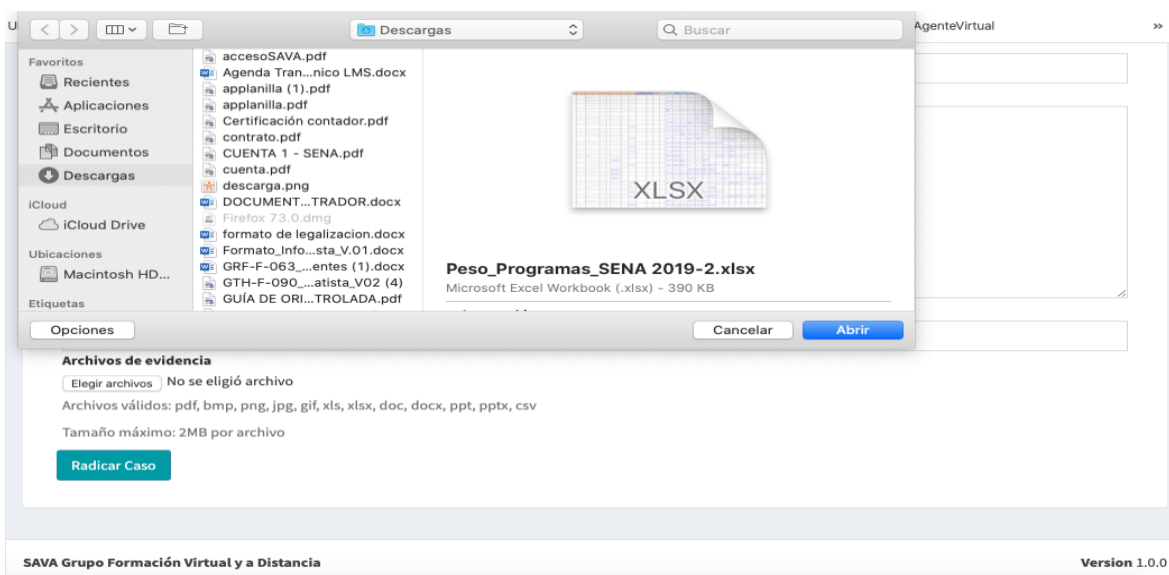 U
Descargas
Buscar
AgenteVirtual
»
Favoritos
Recientes
Aplicaciones
Escritorio
Documentos
Descargas
iCloud
iCloud Drive
Ubicaciones
Macintosh HD...
Etiquetas
accesoSAVA.pdf
Agenda Tran...nico LMS.docx
applanilla (1).pdf
applanilla.pdf
Certificación contador.pdf
contrato.pdf
CUENTA 1 - SENA.pdf
cuenta.pdf
descarga.png
DOCUMENT...TRADOR.docx
Firefox 73.0.dmg
formato de legalizacion.docx
Formato_Info...sta_V.01.docx
GRF-F-063_...entes (1).docx
GTH-F-090_...atista_V02 (4)
GUÍA DE ORI...TROLADA.pdf
XLSX
Peso_Programas_SENA 2019-2.xlsx
Microsoft Excel Workbook (.xlsx) - 390 KB
Opciones
Cancelar
Abrir
Archivos de evidencia
Elegir archivos No se eligió archivo
Archivos válidos: pdf, bmp, png, jpg, gif, xls, xlsx, doc, docx, ppt, pptx, csv
Tamaño máximo: 2MB por archivo
Radicar Caso
SAVA Grupo Formación Virtual y a Distancia
Version 1.0.0